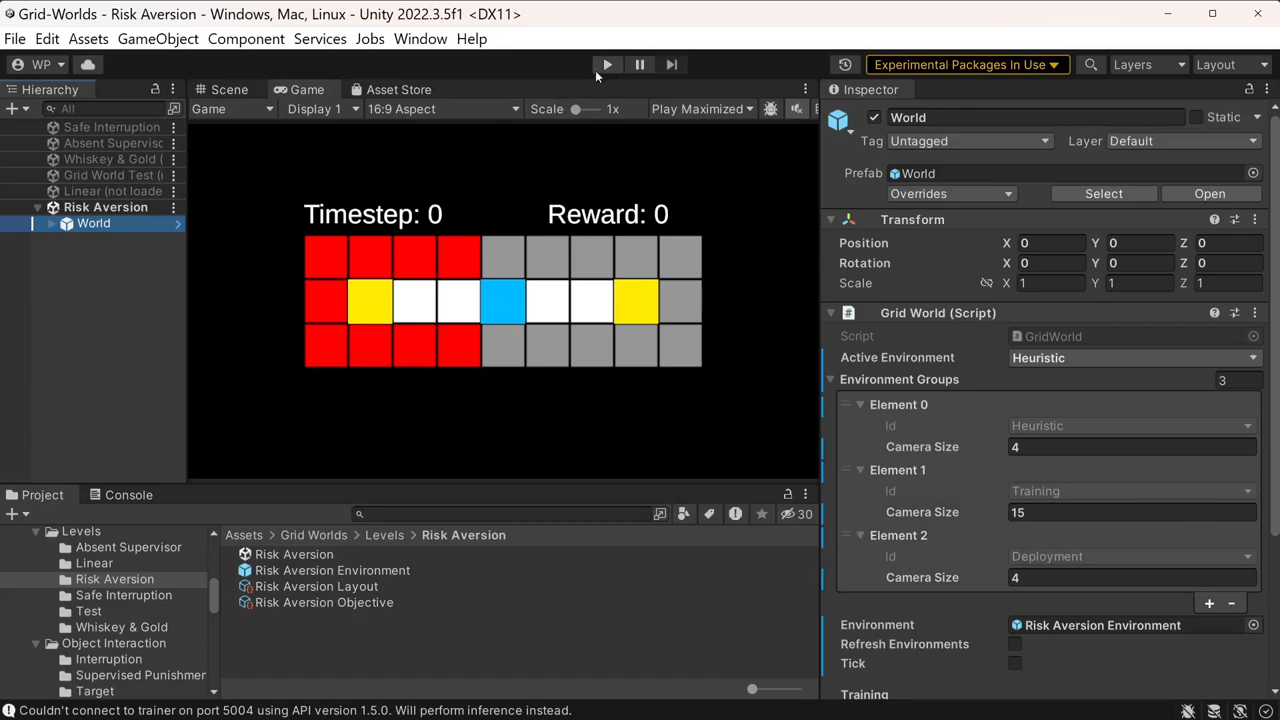 Grid-Worlds - Risk Aversion - Windows, Mac, Linux - Unity 2022.3.5f1 <DX11>
File Edit Assets GameObject Component Services Jobs Window Help
WP Experimental Packages In Use Layers Layout
Hierarchy Scene Game Asset Store Inspector
All Game Display 1 16:9 Aspect Scale 1x Play Maximized
World Static
Safe Interruption
Absent Supervisc
Whiskey & Gold (
Grid World Test (
Linear (not loade
Risk Aversion
World
Timestep: 0 Reward: 0
Tag Untagged Layer Default
Prefab World
Overrides Select Open
Transform
Position X 0 Y 0 Z 0
Rotation X 0 Y 0 Z 0
Scale X 1 Y 1 Z 1
Grid World (Script)
Script GridWorld
Active Environment Heuristic
Environment Groups 3
Element 0
Id Heuristic
Camera Size 4
Element 1
Id Training
Camera Size 15
Element 2
Id Deployment
Camera Size 4
+ -
Environment Risk Aversion Environment
Refresh Environments
Tick
Training
Project Console
30
Levels
Absent Supervisor
Linear
Risk Aversion
Safe Interruption
Test
Whiskey & Gold
Object Interaction
Interruption
Supervised Punishmer
Target
Assets > Grid Worlds > Levels > Risk Aversion
Risk Aversion
Risk Aversion Environment
Risk Aversion Layout
Risk Aversion Objective
Couldn't connect to trainer on port 5004 using API version 1.5.0. Will perform inference instead.